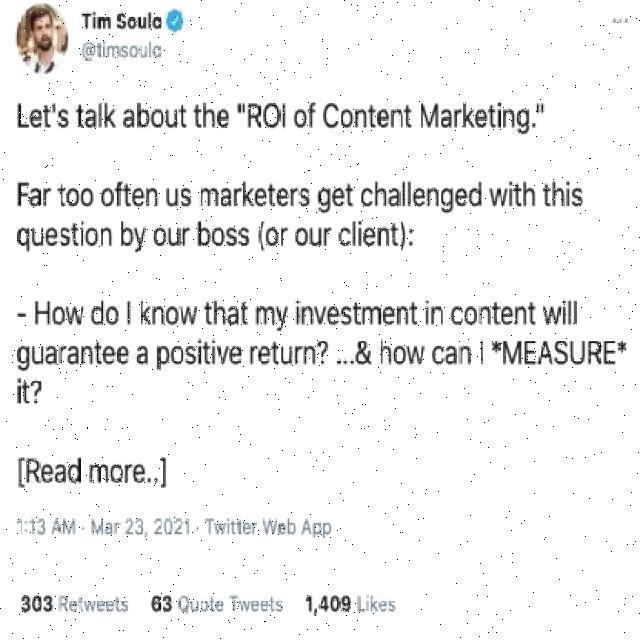 Tim Soulo
@timsoulo
Let's talk about the "ROI of Content Marketing."
Far too often us marketers get challenged with this
question by our boss (or our client):
- How do I know that my investment in content will
guarantee a positive return? ...& how can I *MEASURE*
it?
[Read more..]
1:13 AM · Mar 23, 2021 · Twitter Web App
303 Retweets 63 Quote Tweets 1,409 Likes